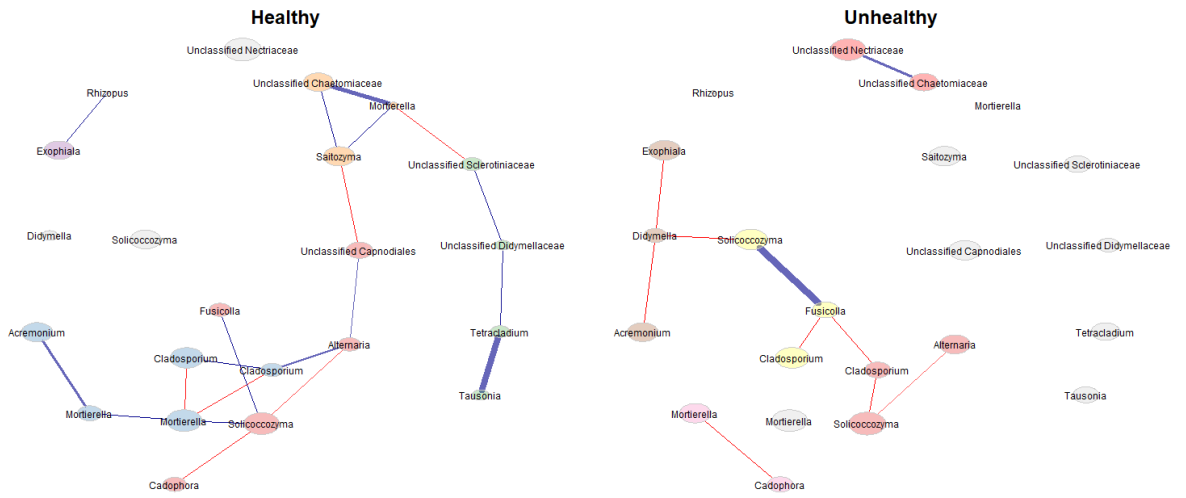 Healthy
Unclassified Nectriaceae
Unclassified Chaetomiaceae
Rhizopus
Mortierella
Exophiala
Saitozyma
Unclassified Sclerotiniaceae
Didymella
Solicoccozyma
Unclassified Capnodiales
Unclassified Didymellaceae
Fusicolla
Acremonium
Tetracladium
Alternaria
Cladosporium
Cladosporium
Tausonia
Mortierella
Mortierella
Solicoccozyma
Cadophora
Unhealthy
Unclassified Nectriaceae
Unclassified Chaetomiaceae
Rhizopus
Mortierella
Exophiala
Saitozyma
Unclassified Sclerotiniaceae
Didymella
Solicoccozyma
Unclassified Capnodiales
Unclassified Didymellaceae
Fusicolla
Acremonium
Tetracladium
Alternaria
Cladosporium
Cladosporium
Tausonia
Mortierella
Mortierella
Solicoccozyma
Cadophora